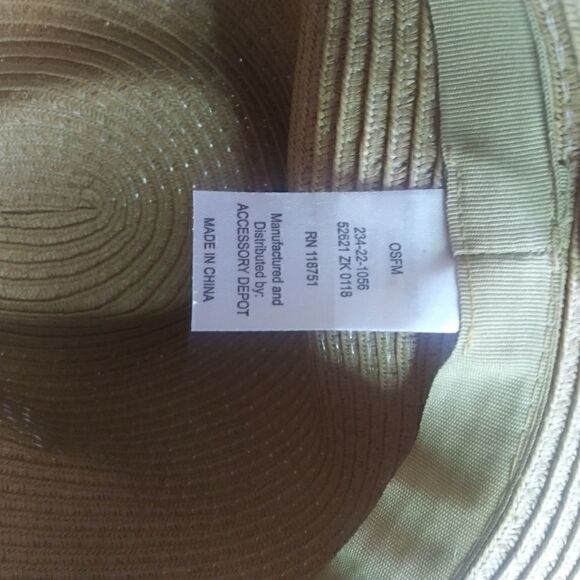 OSFM
234-22-1056
52621 ZK 0118
RN 118751
Manufactured and
Distributed by:
ACCESSORY DEPOT
MADE IN CHINA